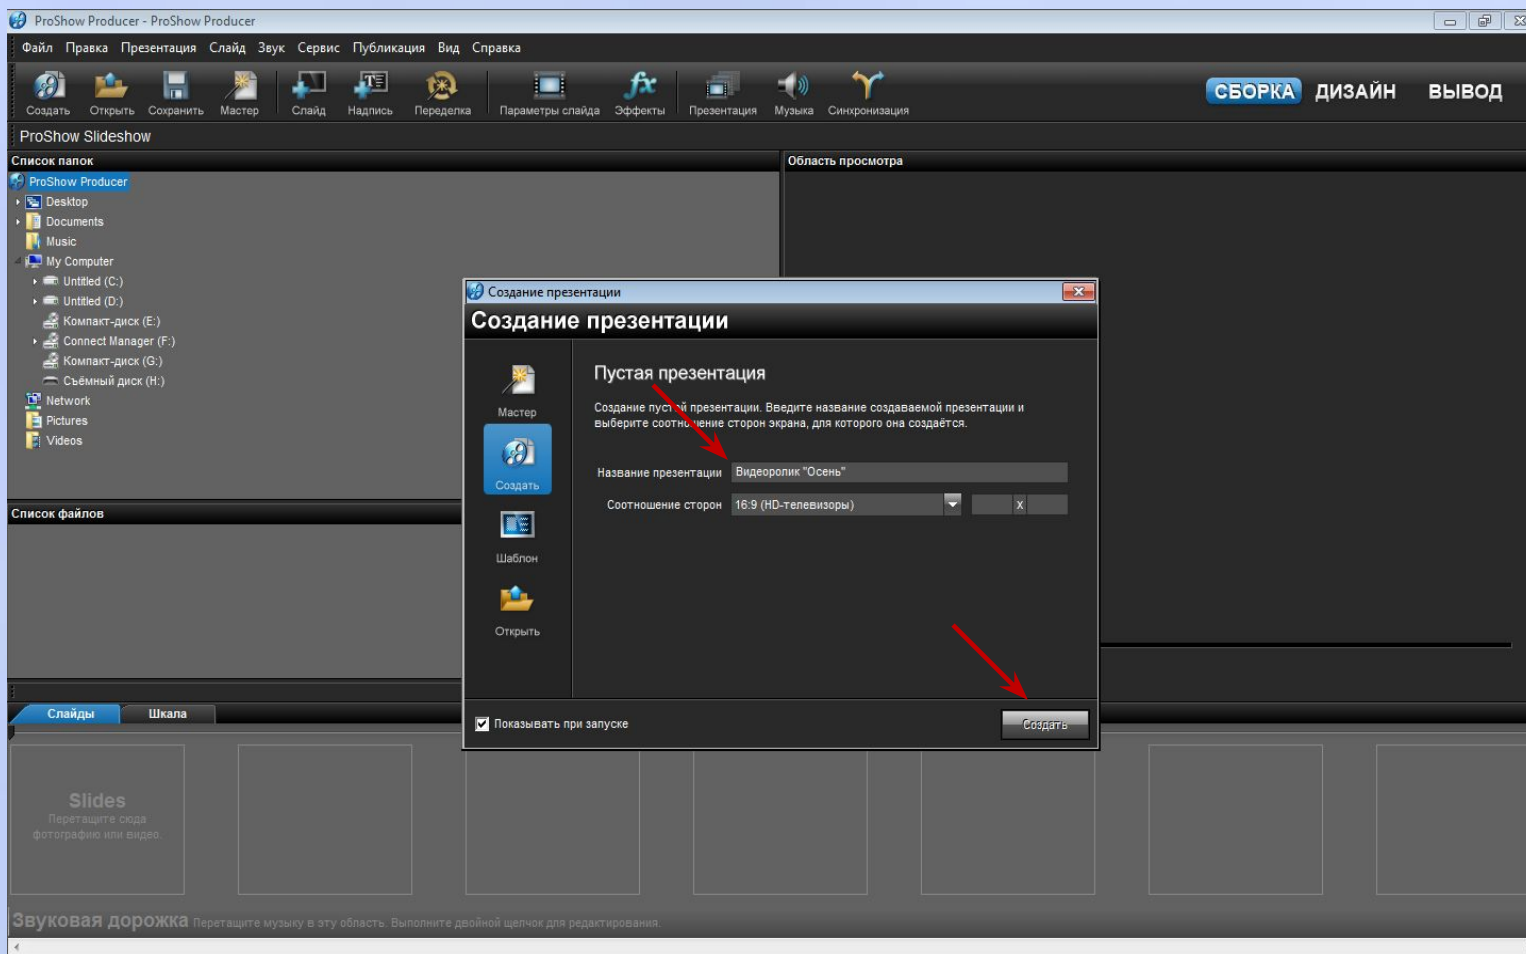 ProShow Producer - ProShow Producer
Файл Правка Презентация Слайд Звук Сервис Публикация Вид Справка
Создать Открыть Сохранить Мастер Слайд Надпись Переделка Параметры слайда Эффекты Презентация Музыка Синхронизация
СБОРКА ДИЗАЙН ВЫВОД
ProShow Slideshow
Список папок
Область просмотра
ProShow Producer
Desktop
Documents
Music
My Computer
Untitled (C:)
Untitled (D:)
Компакт-диск (E:)
Connect Manager (F:)
Компакт-диск (G:)
Съёмный диск (H:)
Network
Pictures
Videos
Список файлов
Создание презентации
Создание презентации
Мастер
Создать
Шаблон
Открыть
Пустая презентация
Создание пустой презентации. Введите название создаваемой презентации и
выберите соотношение сторон экрана, для которого она создаётся.
Название презентации Видеоролик "Осень"
Соотношение сторон 16:9 (HD-телевизоры) X
Показывать при запуске
Создать
Слайды Шкала
Slides
Перетащите сюда
фотографию или видео.
Звуковая дорожка Перетащите музыку в эту область. Выполните двойной щелчок для редактирования.